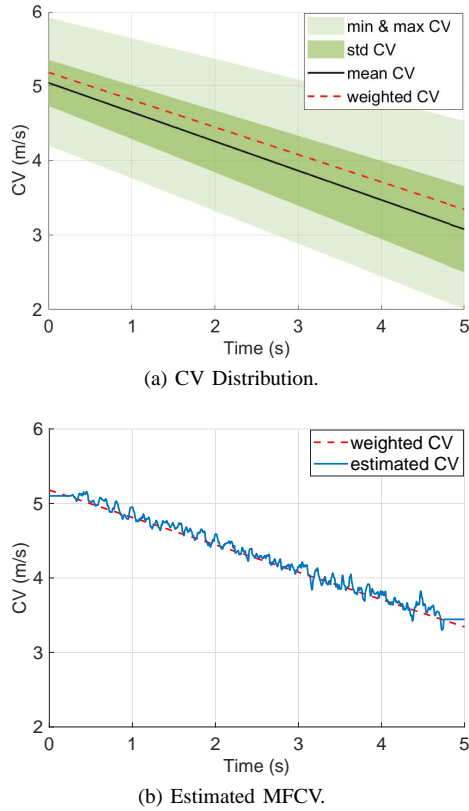 6
5
4
3
2
CV (m/s)
min & max CV
std CV
mean CV
weighted CV
0 1 2 3 4 5
Time (s)
(a) CV Distribution.
6
5
4
3
2
CV (m/s)
weighted CV
estimated CV
0 1 2 3 4 5
Time (s)
(b) Estimated MFCV.